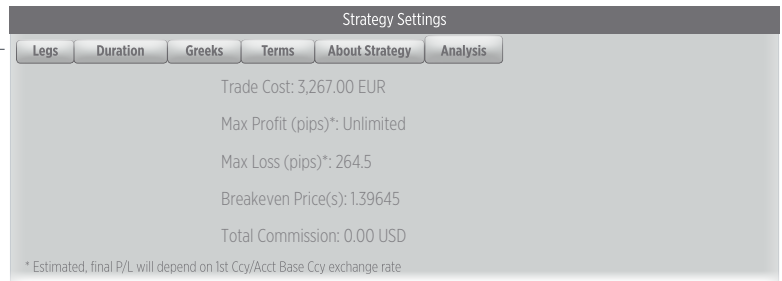 Strategy Settings
Legs Duration Greeks Terms About Strategy Analysis
Trade Cost: 3,267.00 EUR
Max Profit (pips)*: Unlimited
Max Loss (pips)*: 264.5
Breakeven Price(s): 1.39645
Total Commission: 0.00 USD
* Estimated, final P/L will depend on 1st Ccy/Acct Base Ccy exchange rate